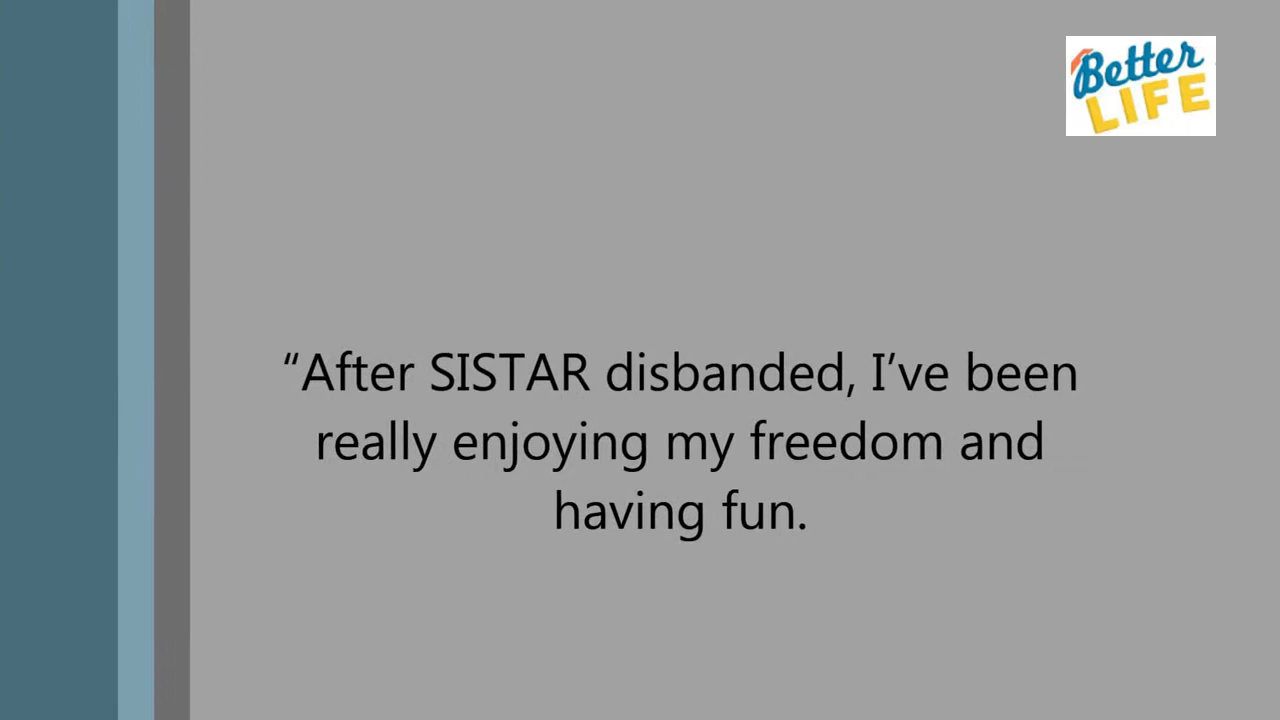 Better
LIFE
“After SISTAR disbanded, I’ve been
really enjoying my freedom and
having fun.